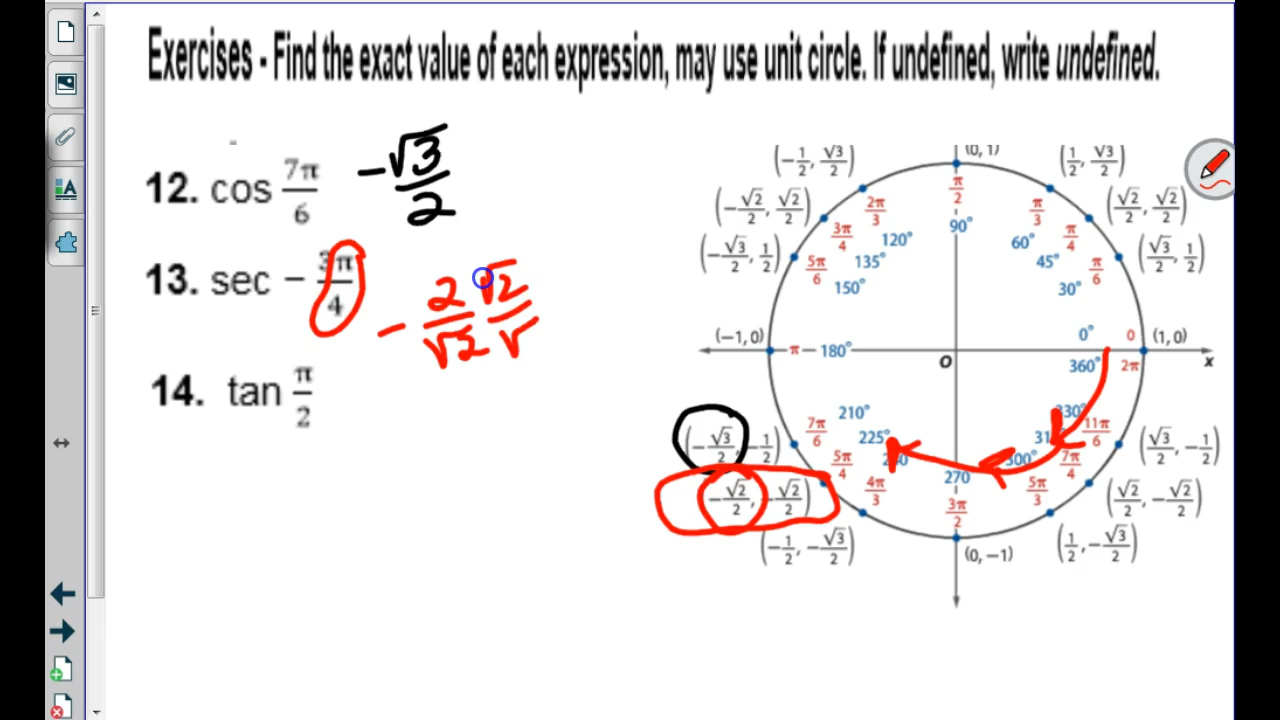 Exercises - Find the exact value of each expression, may use unit circle. If undefined, write undefined.
12. cos 7π/6 -√3/2
13. sec - 3π/4 - 2/√2 √2/√
14. tan π/2
(0, 1)
(-1/2, √3/2) (1/2, √3/2)
(-√2/2, √2/2) (√2/2, √2/2)
(-√3/2, 1/2) (√3/2, 1/2)
2π/3 π/2 π/3
3π/4 120° 90° 60° π/4
5π/6 135° 45° π/6
150° 30°
(-1, 0) π 180° 0° 0 (1, 0)
O 360° 2π x
210° 330°
7π/6 225° 11π/6
(-√3/2, -1/2) (√3/2, -1/2)
5π/4 300° 7π/4
4π/3 270 5π/3
(-√2/2, -√2/2) 3π/2 (√2/2, -√2/2)
(-1/2, -√3/2) (0, -1) (1/2, -√3/2)